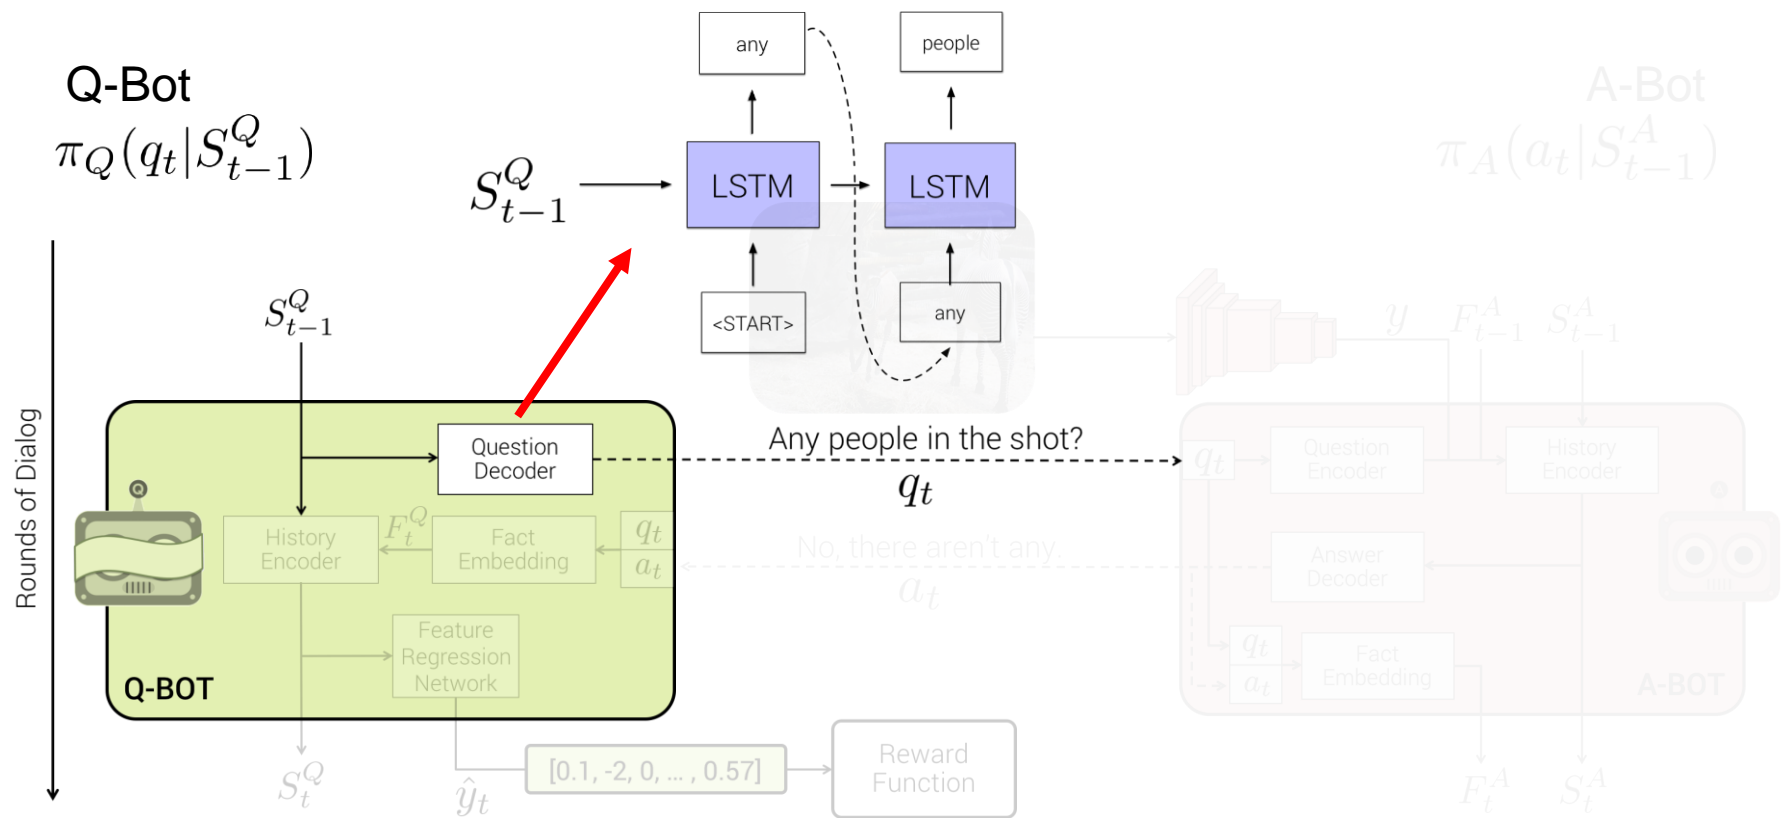 any
people
Q-Bot
A-Bot
π_Q(q_t|S^Q_{t−1})
π_A(a_t|S^A_{t−1})
S^Q_{t−1}
LSTM
LSTM
<START>
any
S^Q_{t−1}
y
F^A_{t−1}
S^A_{t−1}
Rounds of Dialog
Question
Decoder
Any people in the shot?
q_t
q_t
Question
Encoder
History
Encoder
History
Encoder
F^Q_t
Fact
Embedding
q_t
a_t
No, there aren't any.
a_t
Answer
Decoder
Feature
Regression
Network
q_t
a_t
Fact
Embedding
Q-BOT
A-BOT
S^Q_t
ŷ_t
[0.1, -2, 0, ... , 0.57]
Reward
Function
F^A_t
S^A_t